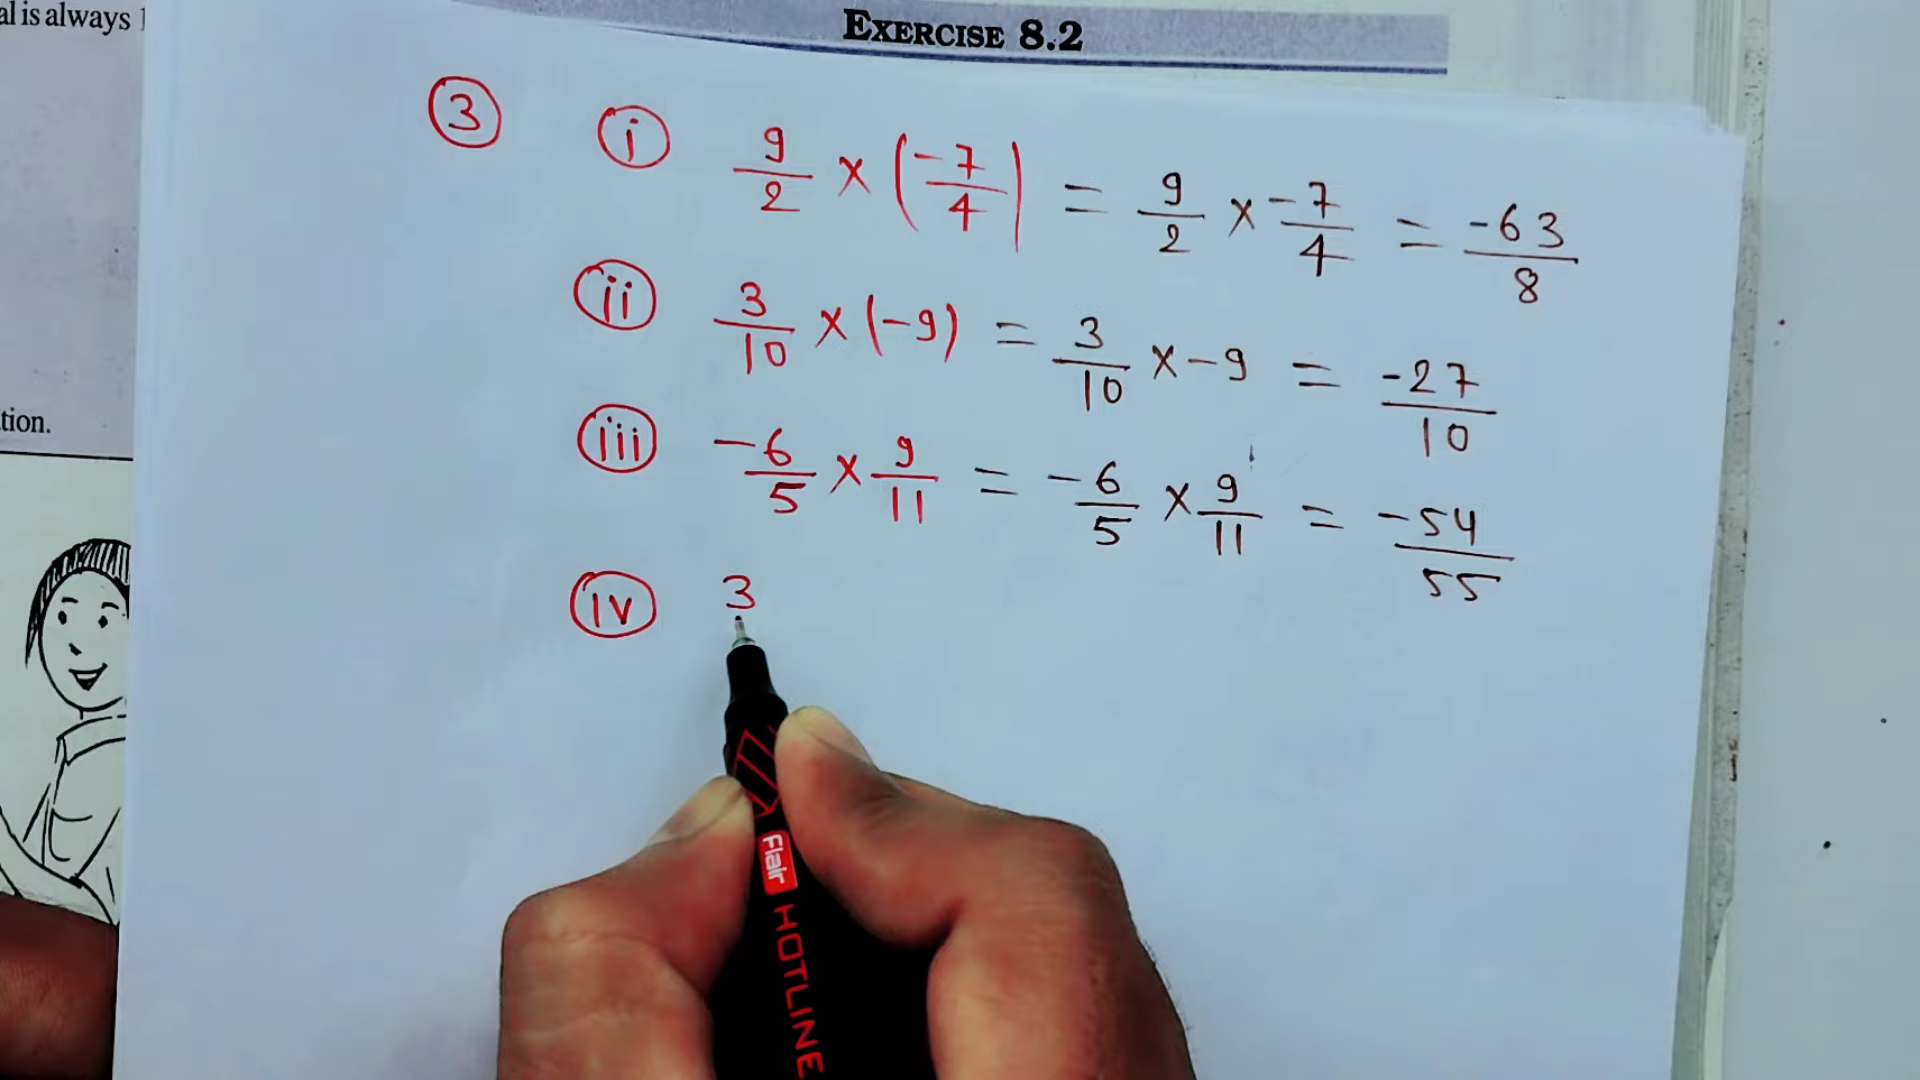 al is always
EXERCISE 8.2
3 i 9/2 × (-7/4) = 9/2 × -7/4 = -63/8
ii 3/10 × (-9) = 3/10 × -9 = -27/10
iii -6/5 × 9/11 = -6/5 × 9/11 = -54/55
tion.
iv 3
Flair HOTLINE